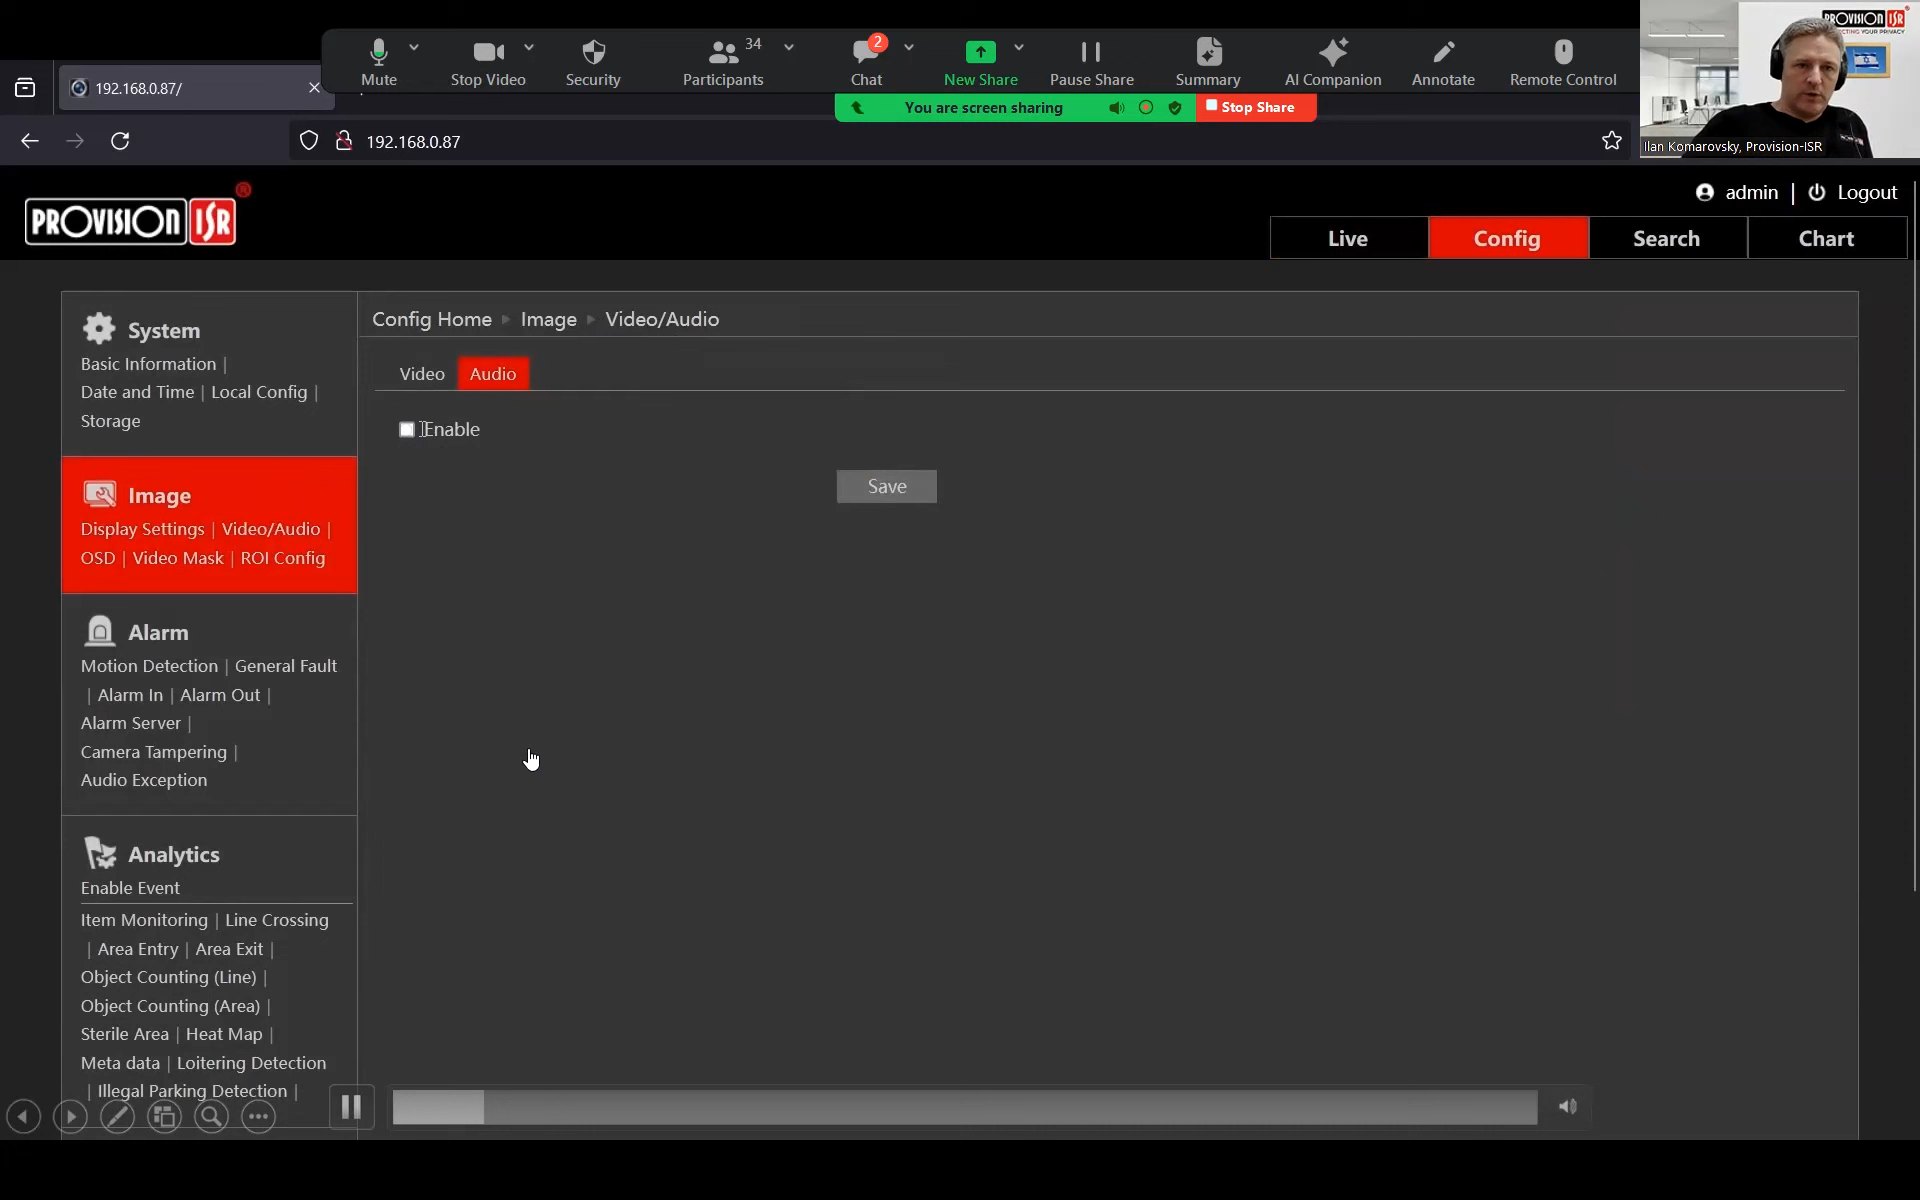 Mute
Stop Video
Security
Participants
34
Chat
2
New Share
Pause Share
Summary
AI Companion
Annotate
Remote Control
You are screen sharing
Stop Share
192.168.0.87/
192.168.0.87
PROVISION ISR
Ilan Komarovsky, Provision-ISR
PROVISION ISR®
admin | Logout
Live
Config
Search
Chart
System
Basic Information |
Date and Time | Local Config |
Storage
Image
Display Settings | Video/Audio |
OSD | Video Mask | ROI Config
Alarm
Motion Detection | General Fault
| Alarm In | Alarm Out |
Alarm Server |
Camera Tampering |
Audio Exception
Analytics
Enable Event
Item Monitoring | Line Crossing
| Area Entry | Area Exit |
Object Counting (Line) |
Object Counting (Area) |
Sterile Area | Heat Map |
Meta data | Loitering Detection
| Illegal Parking Detection |
Config Home Image Video/Audio
Video Audio
Enable
Save